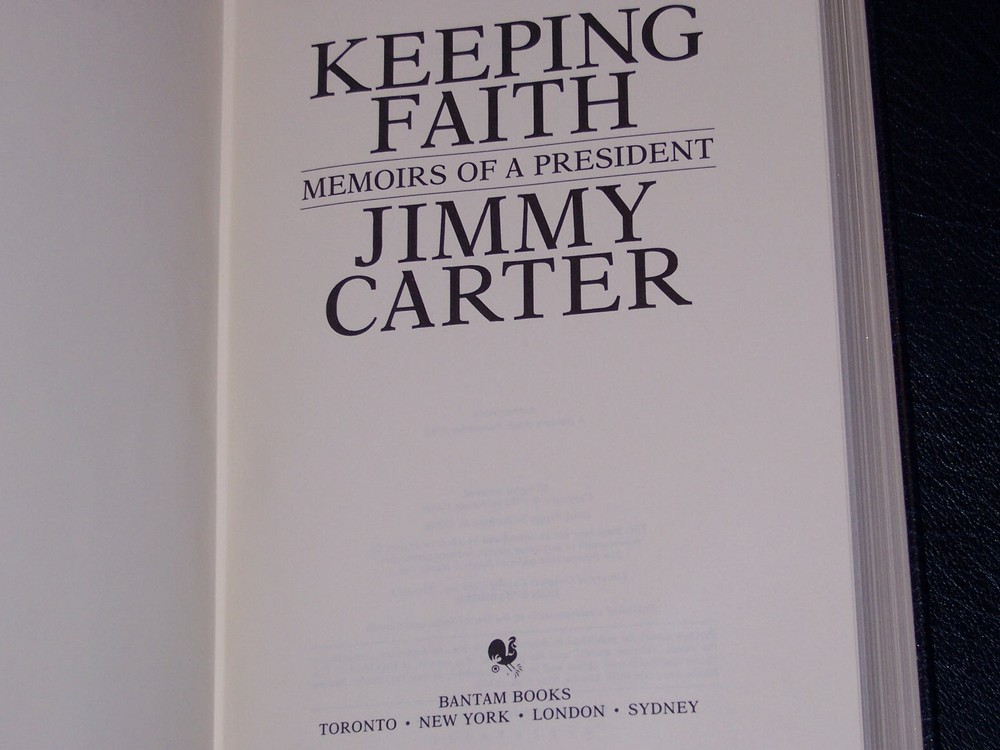 KEEPING
FAITH
MEMOIRS OF A PRESIDENT
JIMMY
CARTER
BANTAM BOOKS
TORONTO • NEW YORK • LONDON • SYDNEY